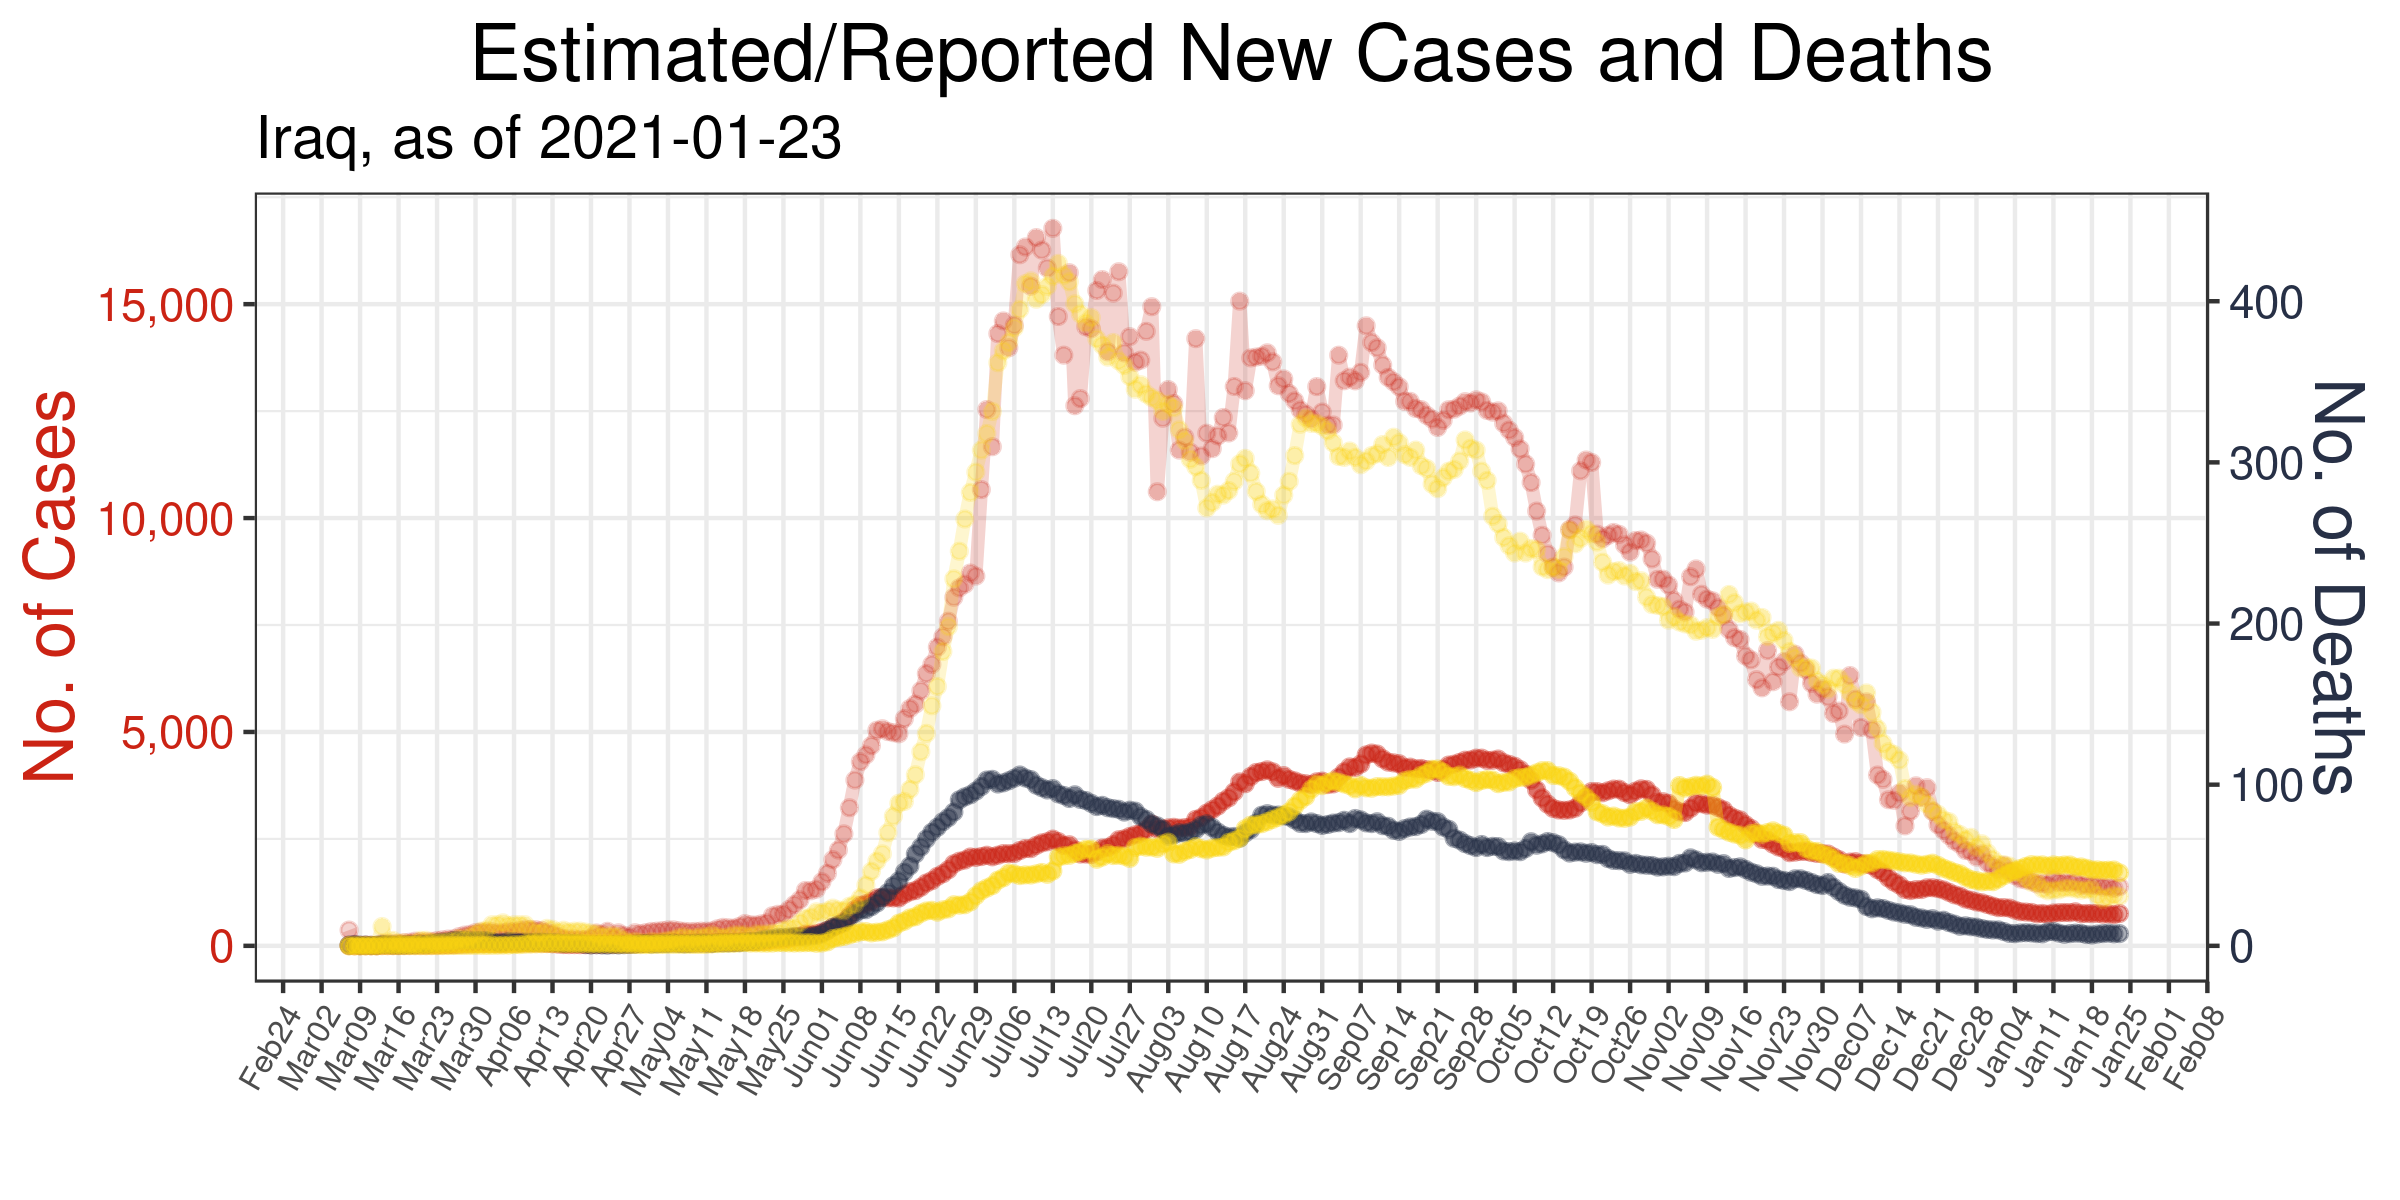 Estimated/Reported New Cases and Deaths
Iraq, as of 2021-01-23
No. of Cases
15,000
10,000
5,000
0
400
300
200
100
0
No. of Deaths
Feb24
Mar02
Mar09
Mar16
Mar23
Mar30
Apr06
Apr13
Apr20
Apr27
May04
May11
May18
May25
Jun01
Jun08
Jun15
Jun22
Jun29
Jul06
Jul13
Jul20
Jul27
Aug03
Aug10
Aug17
Aug24
Aug31
Sep07
Sep14
Sep21
Sep28
Oct05
Oct12
Oct19
Oct26
Nov02
Nov09
Nov16
Nov23
Nov30
Dec07
Dec14
Dec21
Dec28
Jan04
Jan11
Jan18
Jan25
Feb01
Feb08